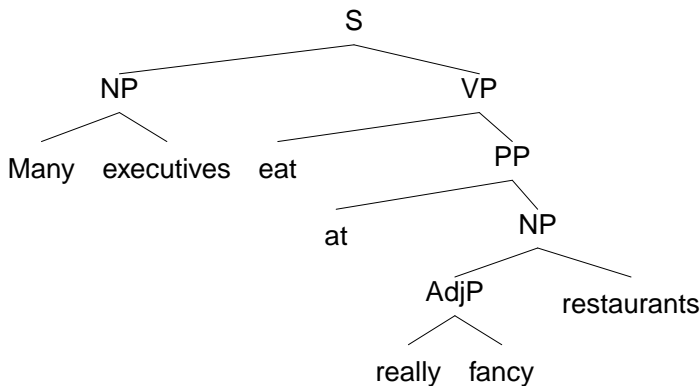 S
NP VP
Many executives eat PP
at NP
AdjP restaurants
really fancy